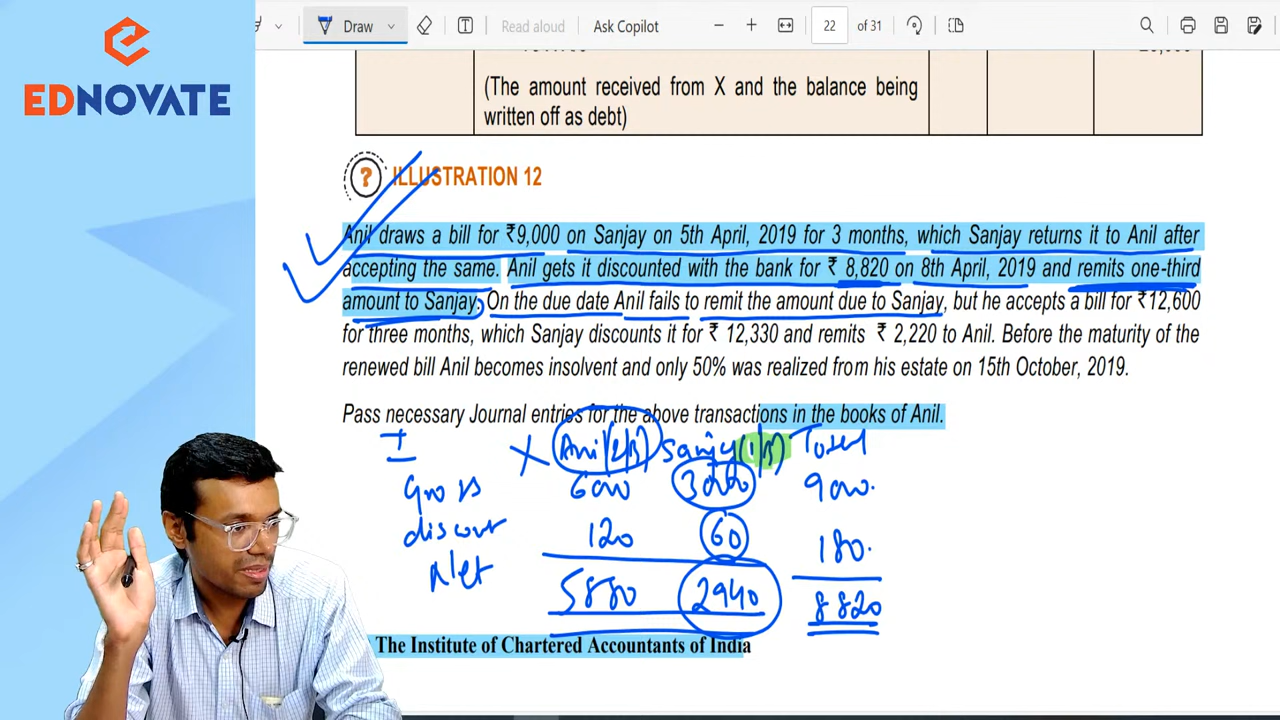 Draw
Read aloud
Ask Copilot
22
of 31
EDNOVATE
(The amount received from X and the balance being
written off as debt)
?
ILLUSTRATION 12
Anil draws a bill for ₹9,000 on Sanjay on 5th April, 2019 for 3 months, which Sanjay returns it to Anil after
accepting the same. Anil gets it discounted with the bank for ₹ 8,820 on 8th April, 2019 and remits one-third
amount to Sanjay. On the due date Anil fails to remit the amount due to Sanjay, but he accepts a bill for ₹12,600
for three months, which Sanjay discounts it for ₹ 12,330 and remits ₹ 2,220 to Anil. Before the maturity of the
renewed bill Anil becomes insolvent and only 50% was realized from his estate on 15th October, 2019.
Pass necessary Journal entries for the above transactions in the books of Anil.
I X Anil(2/3) Sanjay(1/3) Total
Gross 6000 3000
discount 120 60 180.
Net 5880 2940 8820
The Institute of Chartered Accountants of India